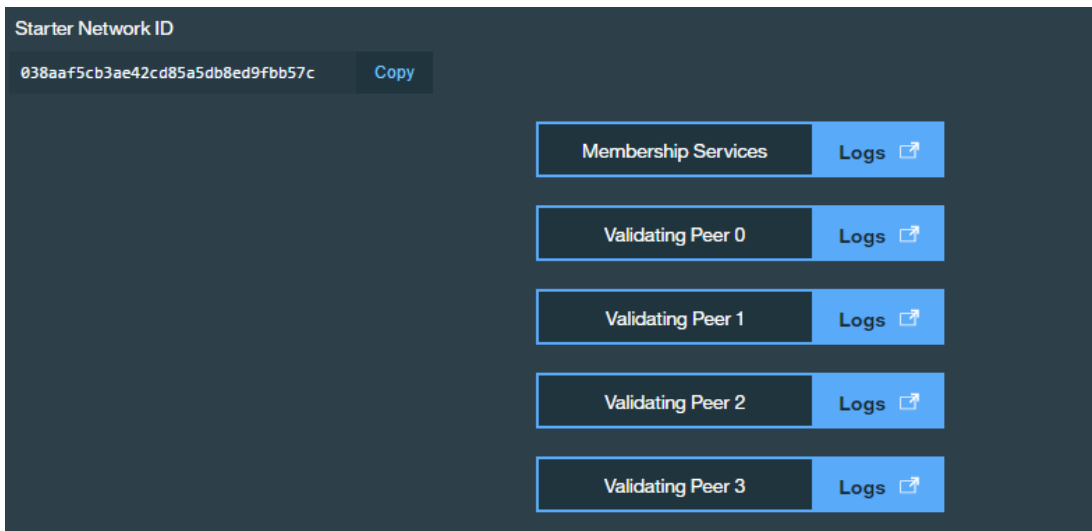 Starter Network ID
038aaf5cb3ae42cd85a5db8ed9fbb57c Copy
Membership Services Logs
Validating Peer 0 Logs
Validating Peer 1 Logs
Validating Peer 2 Logs
Validating Peer 3 Logs